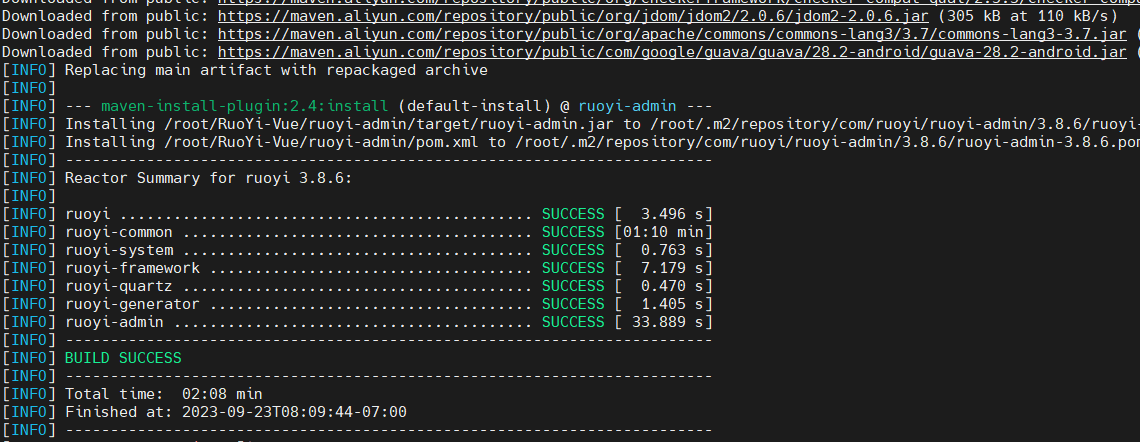 Downloaded from public: https://maven.aliyun.com/repository/public/org/checkerframework/checker-compat-qual/2.5.5/checker-compa
Downloaded from public: https://maven.aliyun.com/repository/public/org/jdom/jdom2/2.0.6/jdom2-2.0.6.jar (305 kB at 110 kB/s)
Downloaded from public: https://maven.aliyun.com/repository/public/org/apache/commons/commons-lang3/3.7/commons-lang3-3.7.jar (
Downloaded from public: https://maven.aliyun.com/repository/public/com/google/guava/guava/28.2-android/guava-28.2-android.jar (
[INFO] Replacing main artifact with repackaged archive
[INFO]
[INFO] --- maven-install-plugin:2.4:install (default-install) @ ruoyi-admin ---
[INFO] Installing /root/RuoYi-Vue/ruoyi-admin/target/ruoyi-admin.jar to /root/.m2/repository/com/ruoyi/ruoyi-admin/3.8.6/ruoyi-
[INFO] Installing /root/RuoYi-Vue/ruoyi-admin/pom.xml to /root/.m2/repository/com/ruoyi/ruoyi-admin/3.8.6/ruoyi-admin-3.8.6.pom
[INFO] ------------------------------------------------------------------------
[INFO] Reactor Summary for ruoyi 3.8.6:
[INFO]
[INFO] ruoyi .............................................. SUCCESS [  3.496 s]
[INFO] ruoyi-common ....................................... SUCCESS [01:10 min]
[INFO] ruoyi-system ....................................... SUCCESS [  0.763 s]
[INFO] ruoyi-framework .................................... SUCCESS [  7.179 s]
[INFO] ruoyi-quartz ....................................... SUCCESS [  0.470 s]
[INFO] ruoyi-generator .................................... SUCCESS [  1.405 s]
[INFO] ruoyi-admin ........................................ SUCCESS [ 33.889 s]
[INFO] ------------------------------------------------------------------------
[INFO] BUILD SUCCESS
[INFO] ------------------------------------------------------------------------
[INFO] Total time:  02:08 min
[INFO] Finished at: 2023-09-23T08:09:44-07:00
[INFO] ------------------------------------------------------------------------